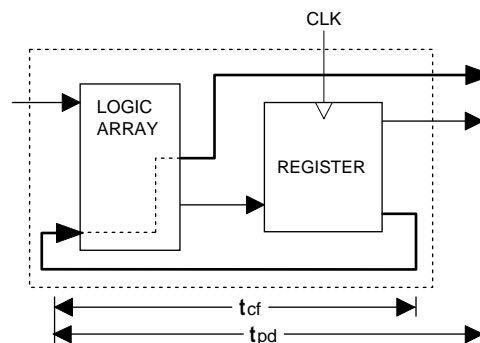 CLK
LOGIC
ARRAY
REGISTER
tcf
tpd